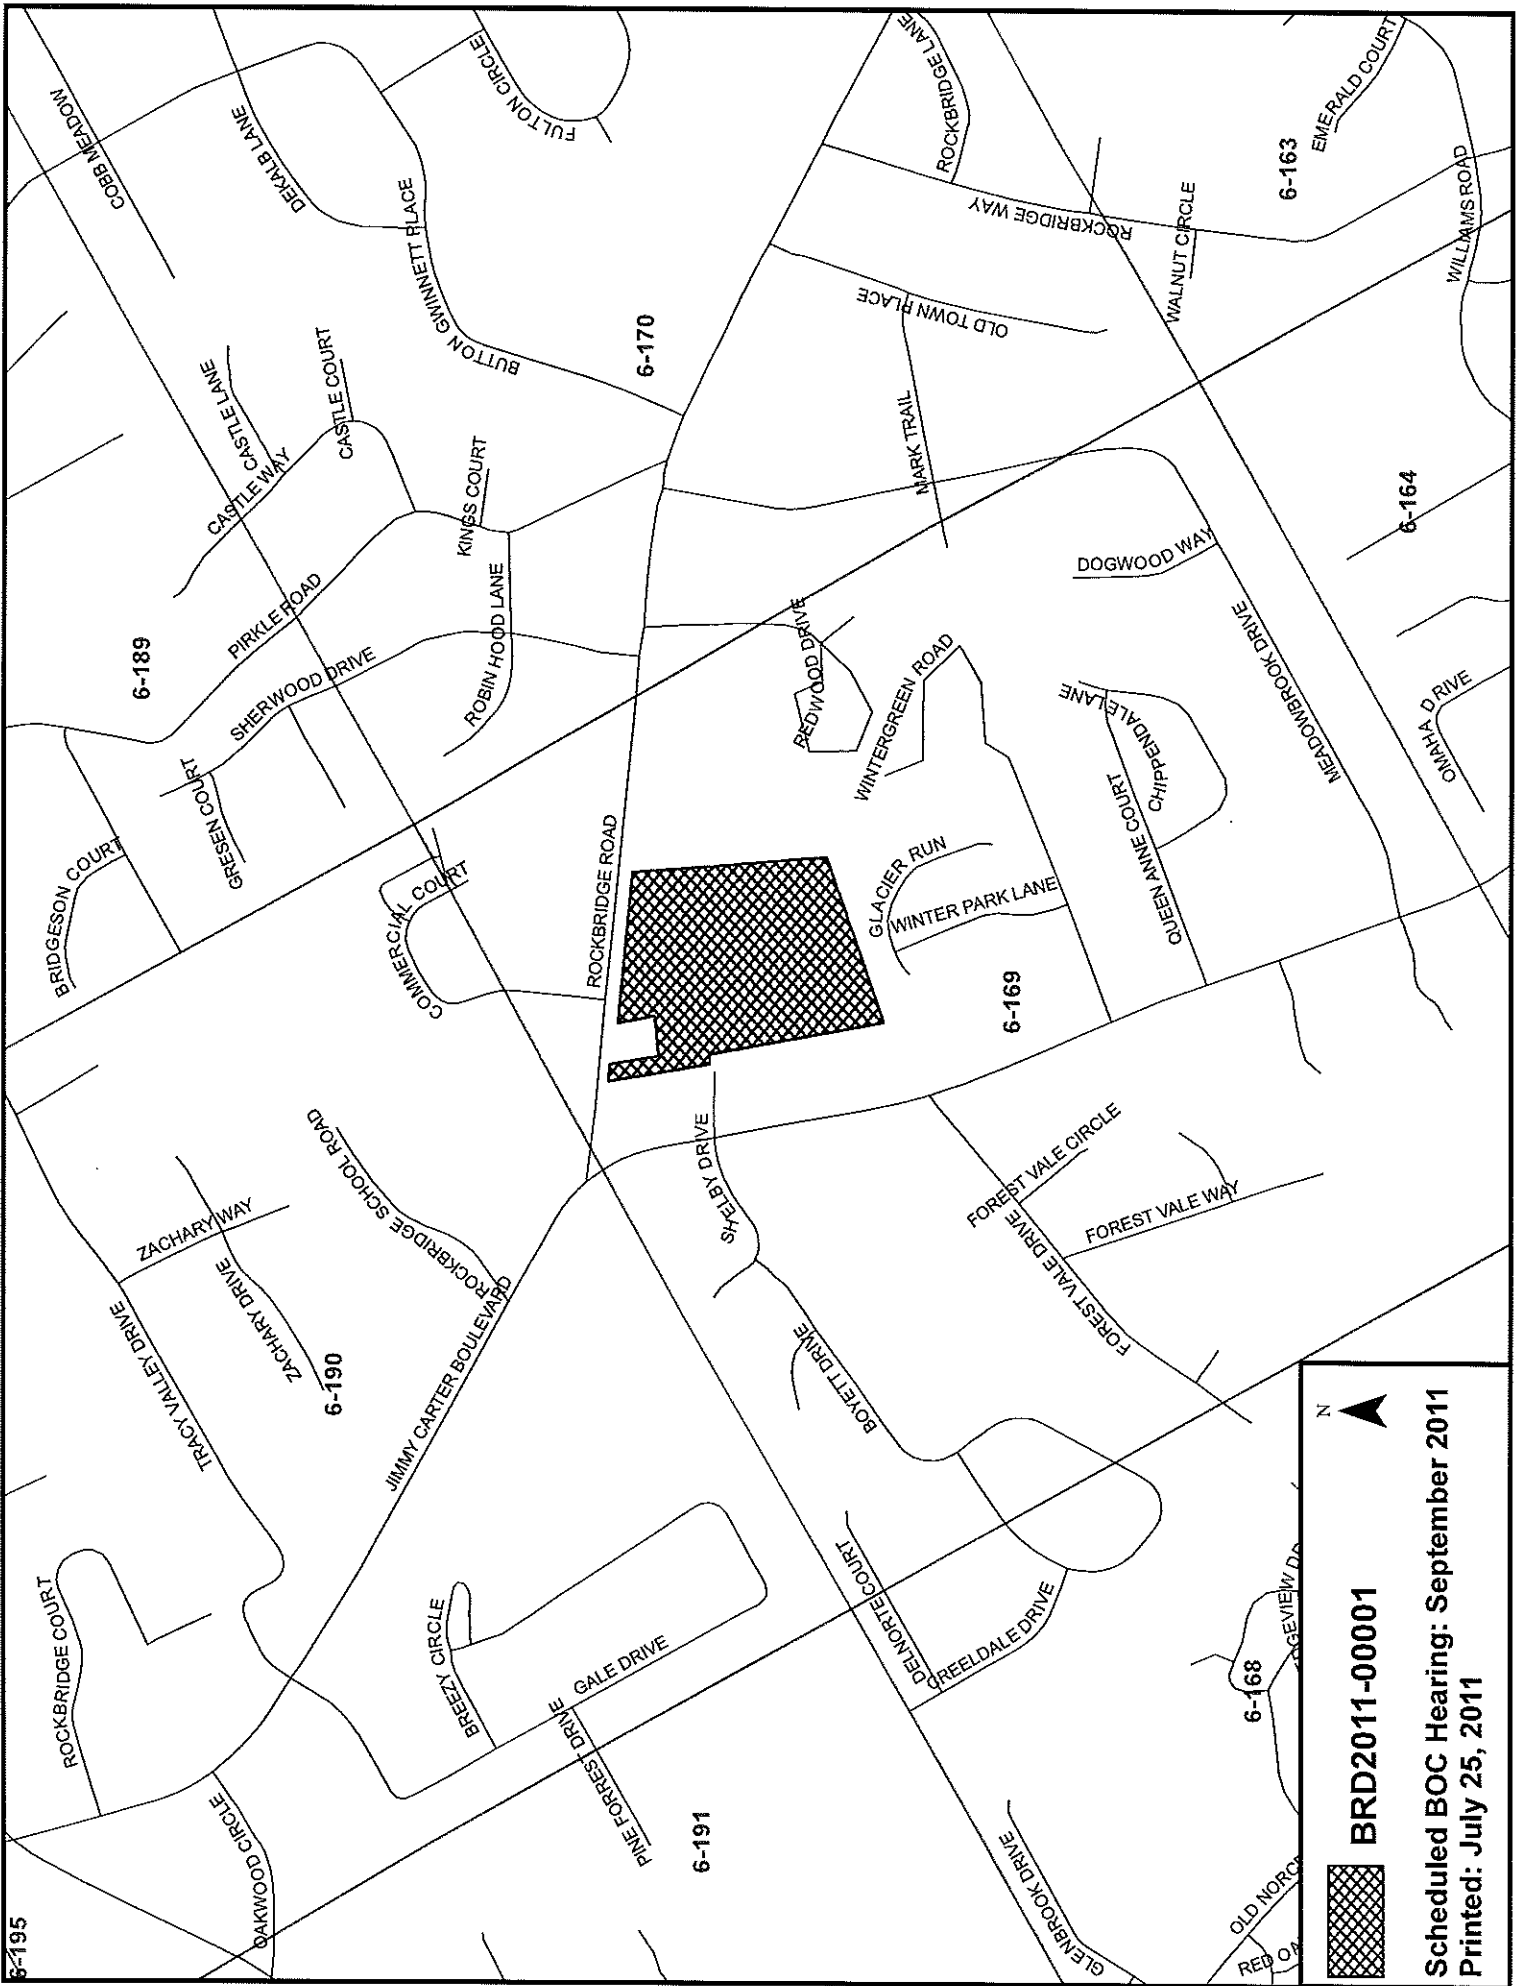 6-195
ROCKBRIDGE COURT
BRIDGESON COURT
COBB MEADOW
OAKWOOD CIRCLE
TRACY VALLEY DRIVE
ZACHARY WAY
ZACHARY DRIVE
6-189
GRESEN COURT
SHERWOOD DRIVE
PIRKLE ROAD
CASTLE WAY
CASTLE LANE
CASTLE COURT
DEKALB LANE
6-190
ROCKBRIDGE SCHOOL ROAD
JIMMY CARTER BOULEVARD
COMMERCIAL COURT
ROBIN HOOD LANE
KINGS COURT
BUTTON GWINNETT PLACE
FULTON CIRCLE
BREEZY CIRCLE
GALE DRIVE
PINE FORREST DRIVE
ROCKBRIDGE ROAD
6-170
6-191
SHELBY DRIVE
BOYETT DRIVE
REDWOOD DRIVE
WINTERGREEN ROAD
GLACIER RUN
WINTER PARK LANE
MARK TRAIL
OLD TOWN PLACE
ROCKBRIDGE LANE
ROCKBRIDGE WAY
DELNORTE COURT
CREELDALE DRIVE
6-169
FOREST VALE CIRCLE
FOREST VALE DRIVE
FOREST VALE WAY
CHIPPENDALE LANE
QUEEN ANNE COURT
DOGWOOD WAY
WALNUT CIRCLE
GLENBROOK DRIVE
6-168
MEADOWBROOK DRIVE
6-163
EMERALD COURT
OLD NORC
RED OA
GEVIEW DR
6-164
OMAHA DRIVE
WILLIAMS ROAD
N
BRD2011-00001
Scheduled BOC Hearing: September 2011
Printed: July 25, 2011